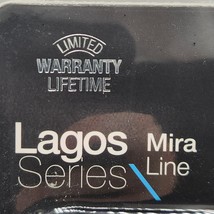 LIMITED
WARRANTY
LIFETIME
Lagos Mira
Series Line